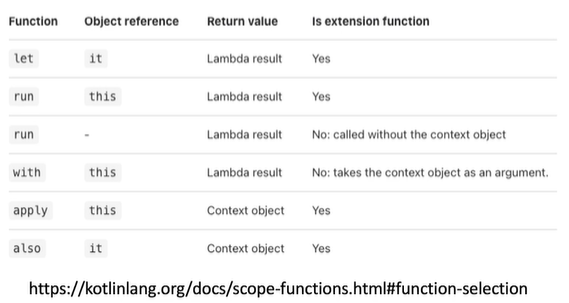 Function Object reference Return value Is extension function
let it Lambda result Yes
run this Lambda result Yes
run - Lambda result No: called without the context object
with this Lambda result No: takes the context object as an argument.
apply this Context object Yes
also it Context object Yes
https://kotlinlang.org/docs/scope-functions.html#function-selection